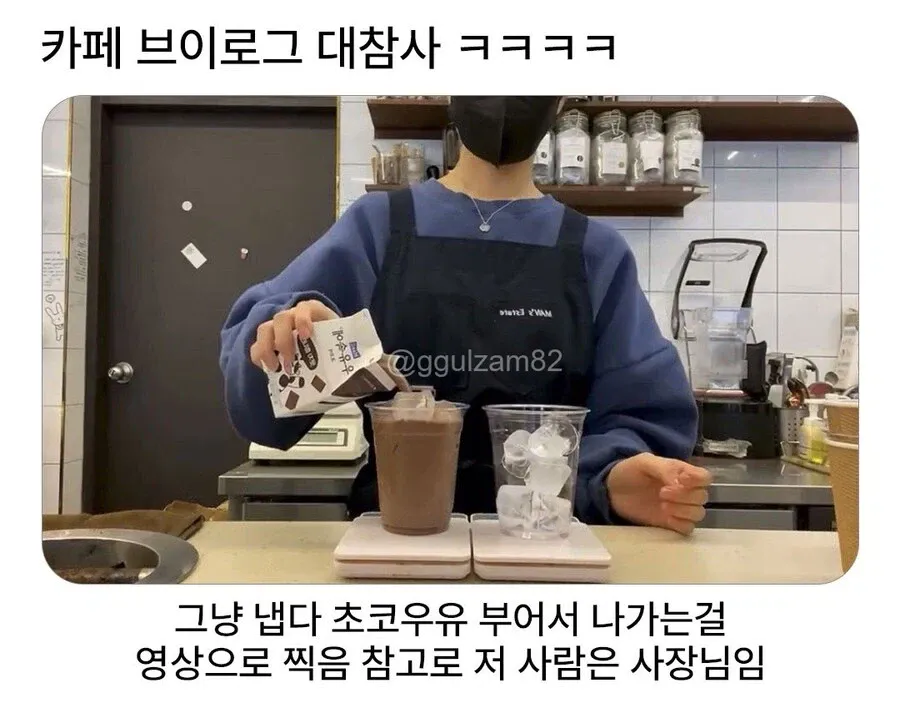 카페 브이로그 대참사 ㅋㅋㅋㅋ
MAN's Estate
@ggulzam82
그냥 냅다 초코우유 부어서 나가는걸
영상으로 찍음 참고로 저 사람은 사장님임